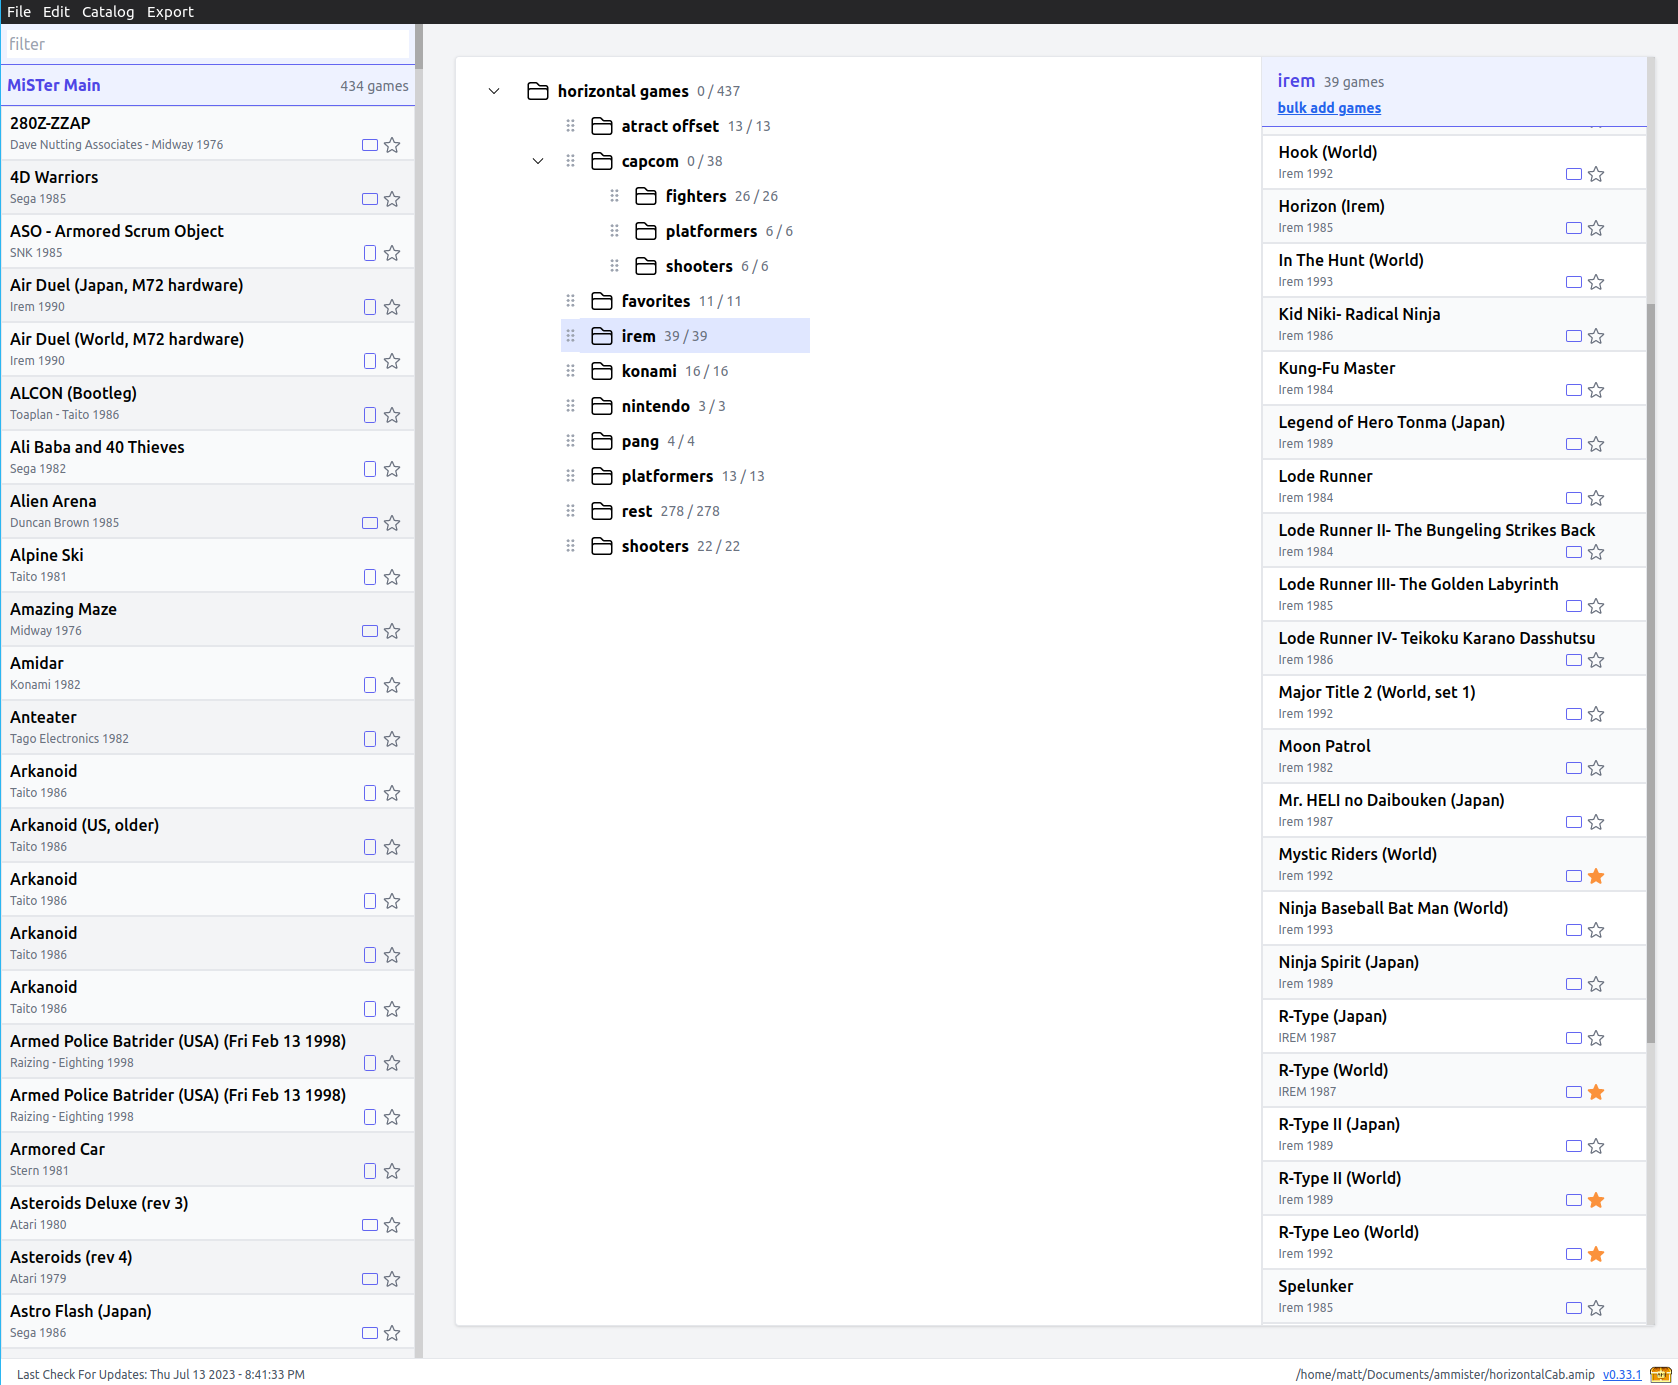 File Edit Catalog Export
filter
MiSTer Main 434 games
280Z-ZZAP
Dave Nutting Associates - Midway 1976
4D Warriors
Sega 1985
ASO - Armored Scrum Object
SNK 1985
Air Duel (Japan, M72 hardware)
Irem 1990
Air Duel (World, M72 hardware)
Irem 1990
ALCON (Bootleg)
Toaplan - Taito 1986
Ali Baba and 40 Thieves
Sega 1982
Alien Arena
Duncan Brown 1985
Alpine Ski
Taito 1981
Amazing Maze
Midway 1976
Amidar
Konami 1982
Anteater
Tago Electronics 1982
Arkanoid
Taito 1986
Arkanoid (US, older)
Taito 1986
Arkanoid
Taito 1986
Arkanoid
Taito 1986
Arkanoid
Taito 1986
Armed Police Batrider (USA) (Fri Feb 13 1998)
Raizing - Eighting 1998
Armed Police Batrider (USA) (Fri Feb 13 1998)
Raizing - Eighting 1998
Armored Car
Stern 1981
Asteroids Deluxe (rev 3)
Atari 1980
Asteroids (rev 4)
Atari 1979
Astro Flash (Japan)
Sega 1986
horizontal games 0 / 437
atract offset 13 / 13
capcom 0 / 38
fighters 26 / 26
platformers 6 / 6
shooters 6 / 6
favorites 11 / 11
irem 39 / 39
konami 16 / 16
nintendo 3 / 3
pang 4 / 4
platformers 13 / 13
rest 278 / 278
shooters 22 / 22
irem 39 games
bulk add games
Hook (World)
Irem 1992
Horizon (Irem)
Irem 1985
In The Hunt (World)
Irem 1993
Kid Niki- Radical Ninja
Irem 1986
Kung-Fu Master
Irem 1984
Legend of Hero Tonma (Japan)
Irem 1989
Lode Runner
Irem 1984
Lode Runner II- The Bungeling Strikes Back
Irem 1984
Lode Runner III- The Golden Labyrinth
Irem 1985
Lode Runner IV- Teikoku Karano Dasshutsu
Irem 1986
Major Title 2 (World, set 1)
Irem 1992
Moon Patrol
Irem 1982
Mr. HELI no Daibouken (Japan)
Irem 1987
Mystic Riders (World)
Irem 1992
Ninja Baseball Bat Man (World)
Irem 1993
Ninja Spirit (Japan)
Irem 1989
R-Type (Japan)
IREM 1987
R-Type (World)
IREM 1987
R-Type II (Japan)
Irem 1989
R-Type II (World)
Irem 1989
R-Type Leo (World)
Irem 1992
Spelunker
Irem 1985
Last Check For Updates: Thu Jul 13 2023 - 8:41:33 PM
/home/matt/Documents/ammister/horizontalCab.amip v0.33.1